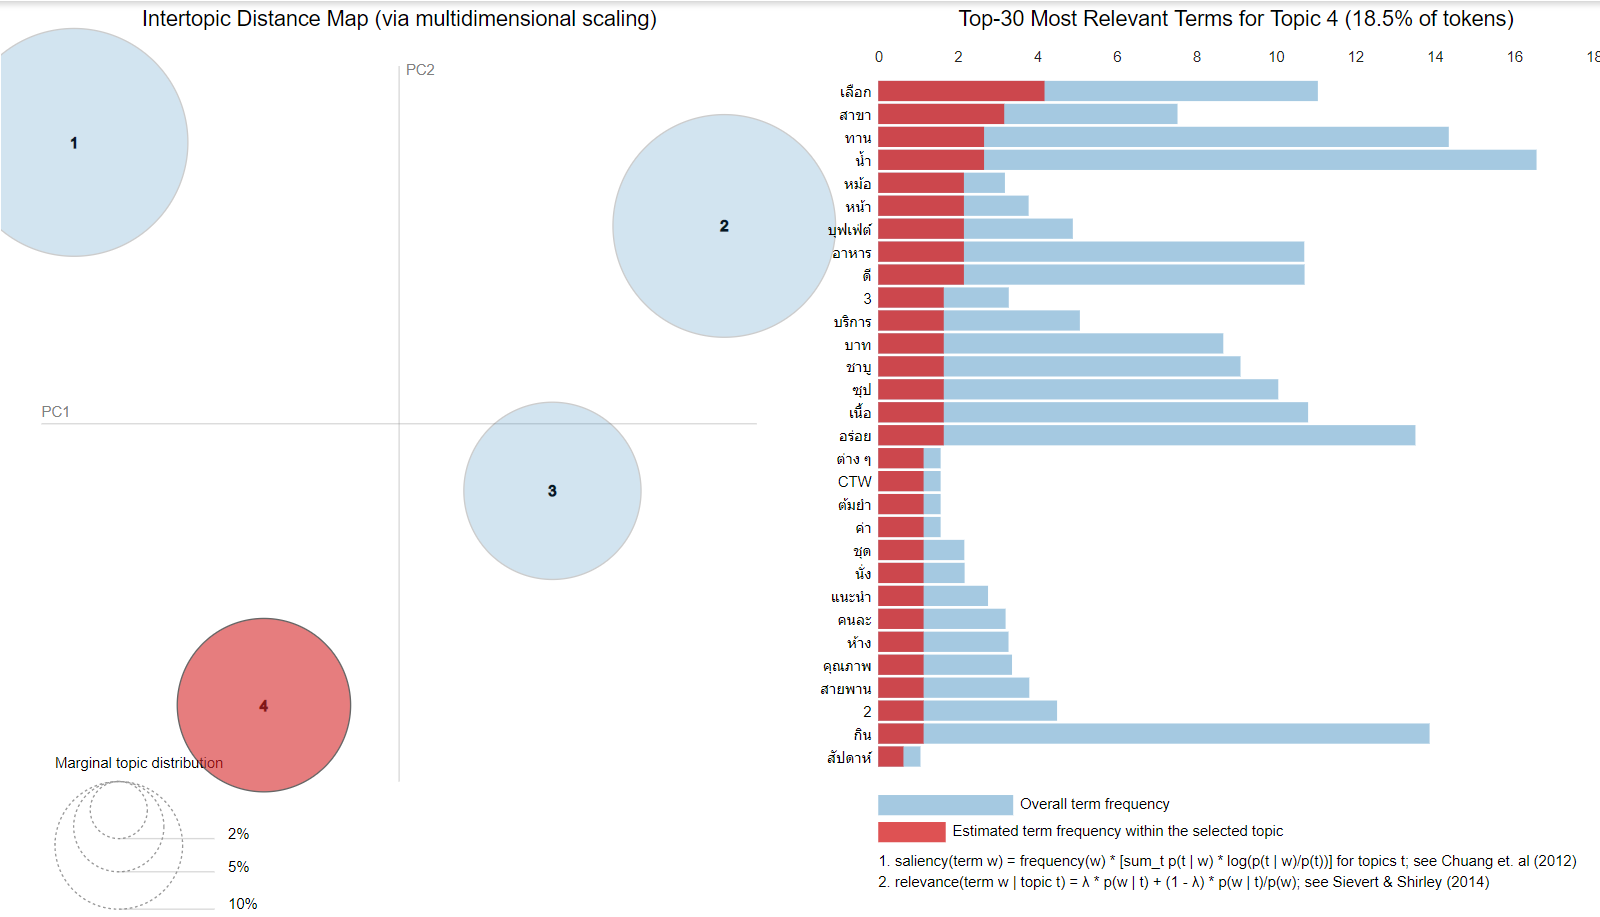 Intertopic Distance Map (via multidimensional scaling)
PC2
PC1
1
2
3
4
Marginal topic distribution
2%
5%
10%
Top-30 Most Relevant Terms for Topic 4 (18.5% of tokens)
0 2 4 6 8 10 12 14 16 18
เลือก
สาขา
ทาน
น้ำ
หม้อ
หน้า
บุฟเฟ่ต์
อาหาร
ดี
3
บริการ
บาท
ชาบู
ซุป
เนื้อ
อร่อย
ต่าง ๆ
CTW
ต้มยำ
ค่า
ชุด
นั่ง
แนะนำ
คนละ
ห้าง
คุณภาพ
สายพาน
2
กิน
สัปดาห์
Overall term frequency
Estimated term frequency within the selected topic
1. saliency(term w) = frequency(w) * [sum_t p(t | w) * log(p(t | w)/p(t))] for topics t; see Chuang et. al (2012)
2. relevance(term w | topic t) = λ * p(w | t) + (1 - λ) * p(w | t)/p(w); see Sievert & Shirley (2014)